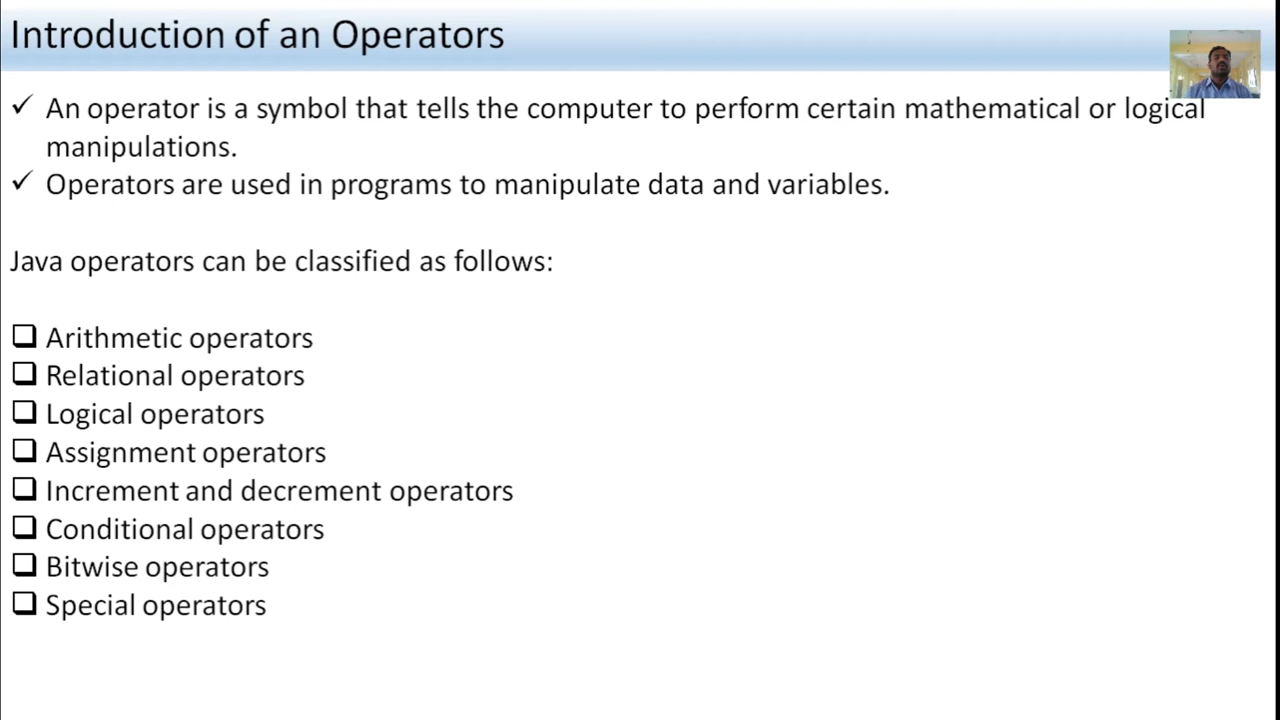 Introduction of an Operators
✓ An operator is a symbol that tells the computer to perform certain mathematical or logical
manipulations.
✓ Operators are used in programs to manipulate data and variables.
Java operators can be classified as follows:
❑ Arithmetic operators
❑ Relational operators
❑ Logical operators
❑ Assignment operators
❑ Increment and decrement operators
❑ Conditional operators
❑ Bitwise operators
❑ Special operators